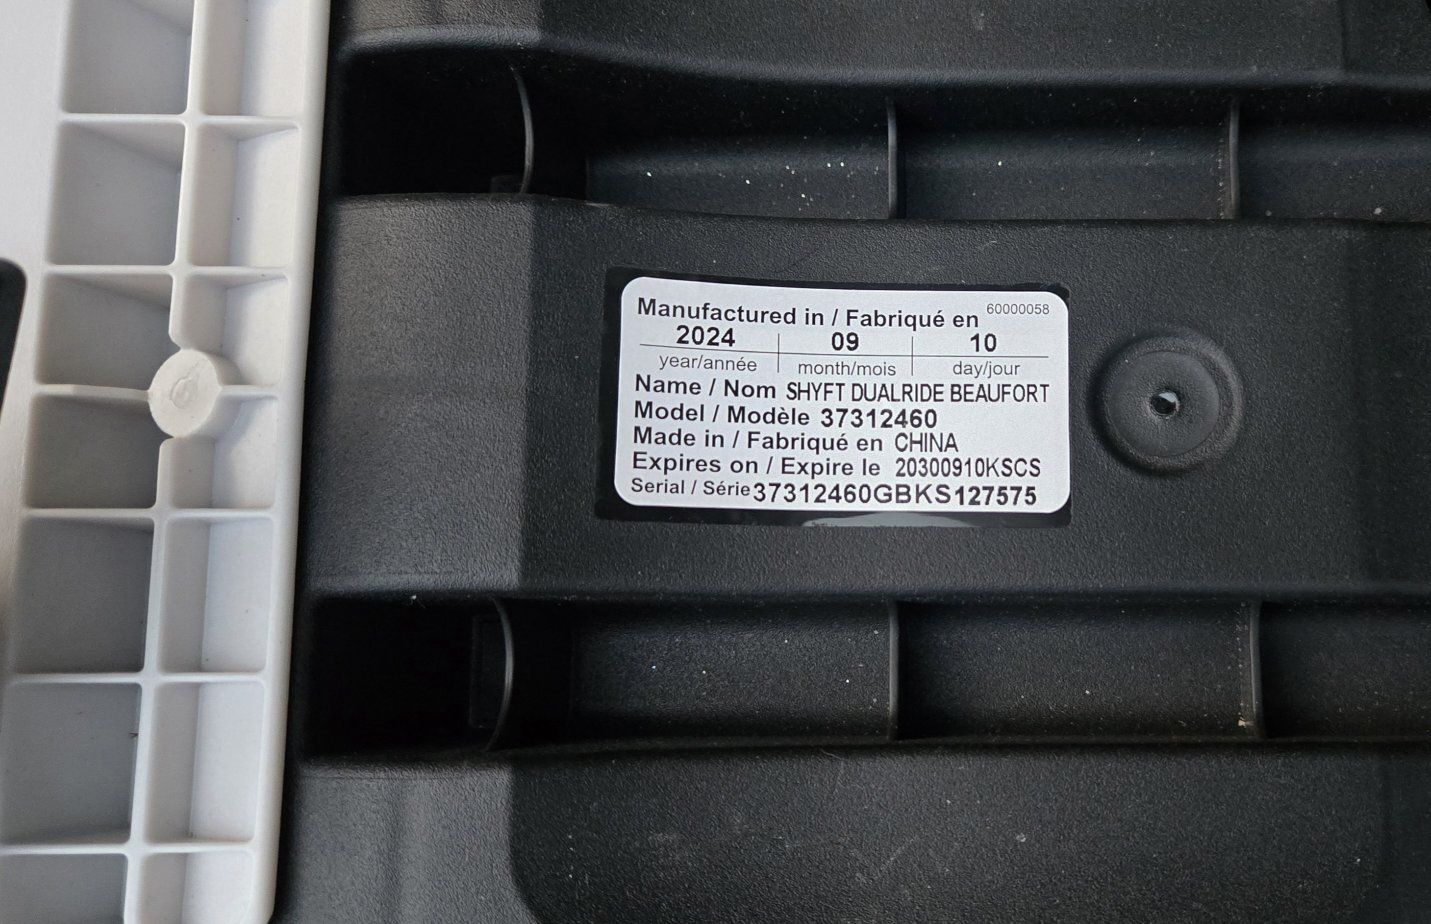 Manufactured in / Fabriqué en 60000058
2024 09 10
year/année month/mois day/jour
Name / Nom SHYFT DUALRIDE BEAUFORT
Model / Modèle 37312460
Made in / Fabriqué en CHINA
Expires on / Expire le 20300910KSCS
Serial / Série 37312460GBKS127575